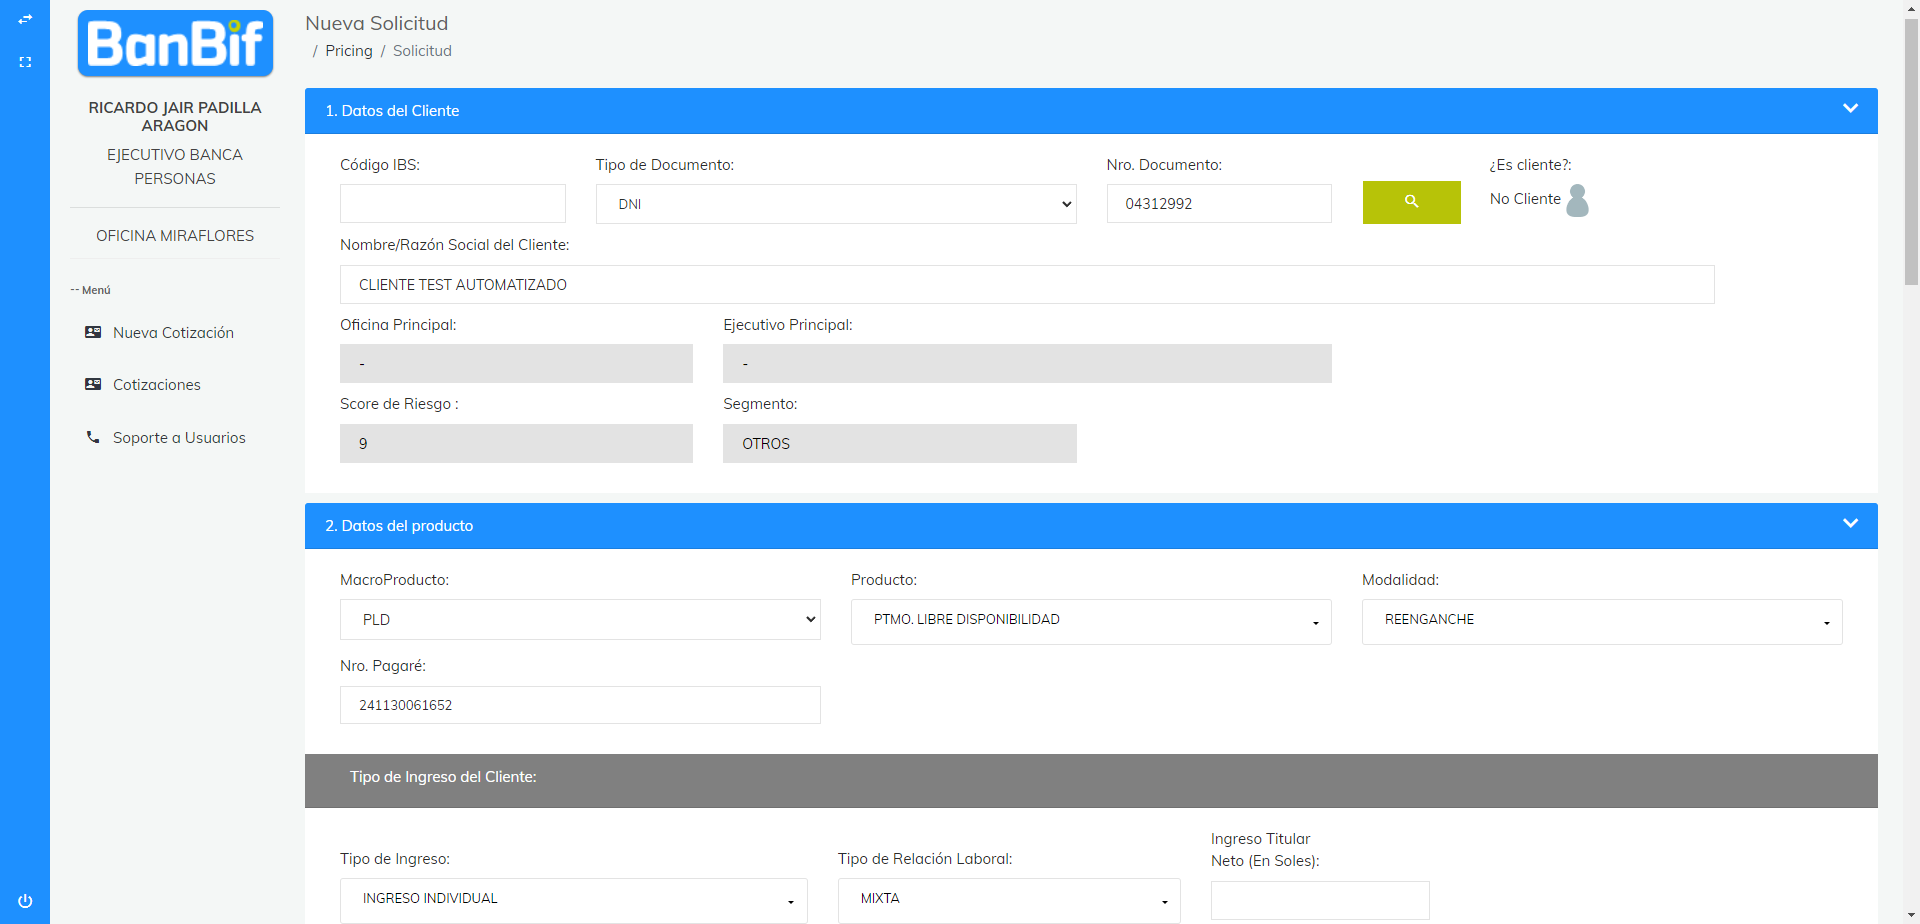 BanBif
RICARDO JAIR PADILLA
ARAGON
EJECUTIVO BANCA
PERSONAS
OFICINA MIRAFLORES
-- Menú
Nueva Cotización
Cotizaciones
Soporte a Usuarios
Nueva Solicitud
/ Pricing / Solicitud
1. Datos del Cliente
Código IBS:
Tipo de Documento:
Nro. Documento:
¿Es cliente?:
DNI
04312992
No Cliente
Nombre/Razón Social del Cliente:
CLIENTE TEST AUTOMATIZADO
Oficina Principal:
Ejecutivo Principal:
-
-
Score de Riesgo :
Segmento:
9
OTROS
2. Datos del producto
MacroProducto:
Producto:
Modalidad:
PLD
PTMO. LIBRE DISPONIBILIDAD
REENGANCHE
Nro. Pagaré:
241130061652
Tipo de Ingreso del Cliente:
Tipo de Ingreso:
Tipo de Relación Laboral:
Ingreso Titular
Neto (En Soles):
INGRESO INDIVIDUAL
MIXTA